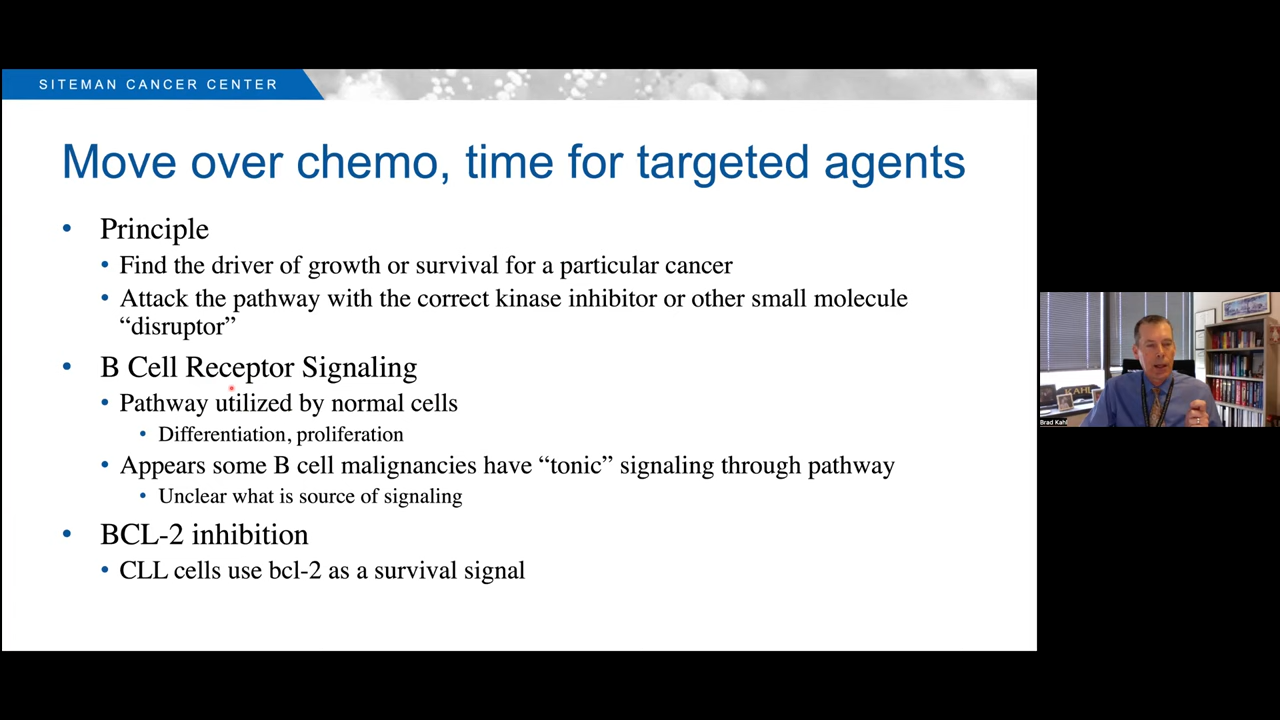 SITEMAN CANCER CENTER
Move over chemo, time for targeted agents
• Principle
• Find the driver of growth or survival for a particular cancer
• Attack the pathway with the correct kinase inhibitor or other small molecule
“disruptor”
• B Cell Receptor Signaling
• Pathway utilized by normal cells
• Differentiation, proliferation
• Appears some B cell malignancies have “tonic” signaling through pathway
• Unclear what is source of signaling
• BCL-2 inhibition
• CLL cells use bcl-2 as a survival signal
KAHL
Brad Kahl